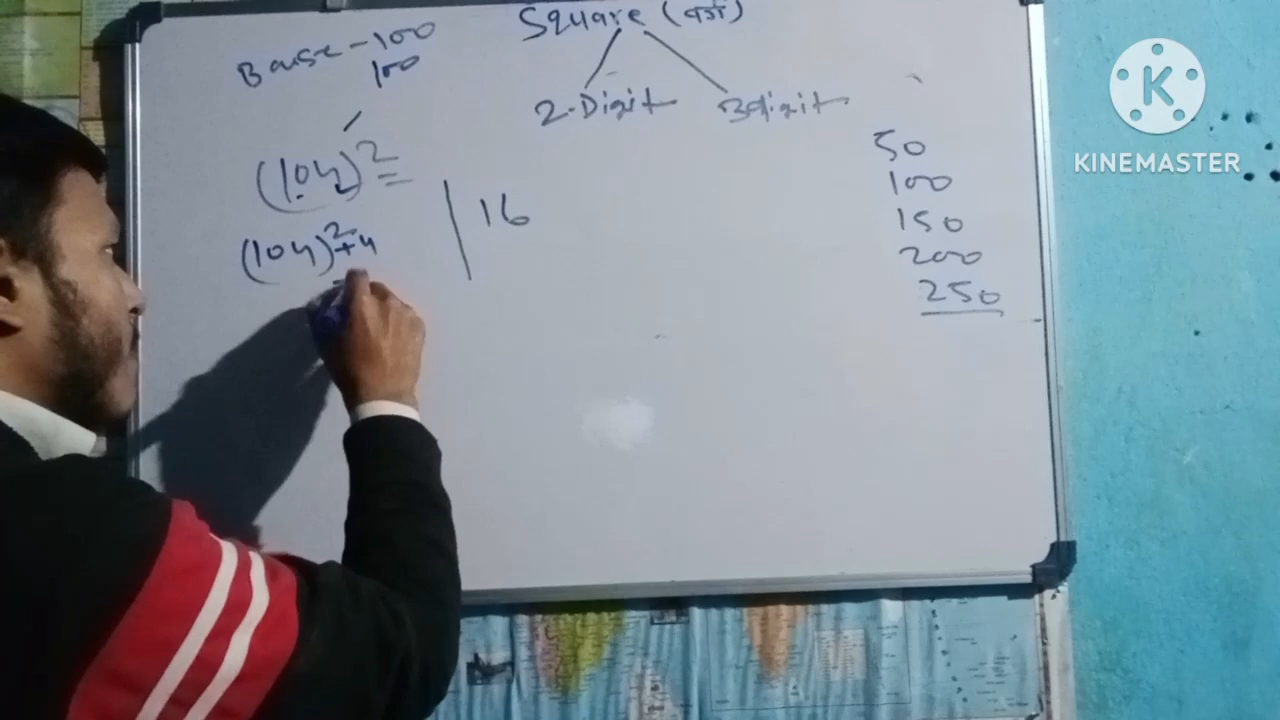 Square (वर्ग)
Base - 100
100
2-Digit 3digit
(104)² =
(104)²+4 | 16
50
100
150
200
250
K
KINEMASTER